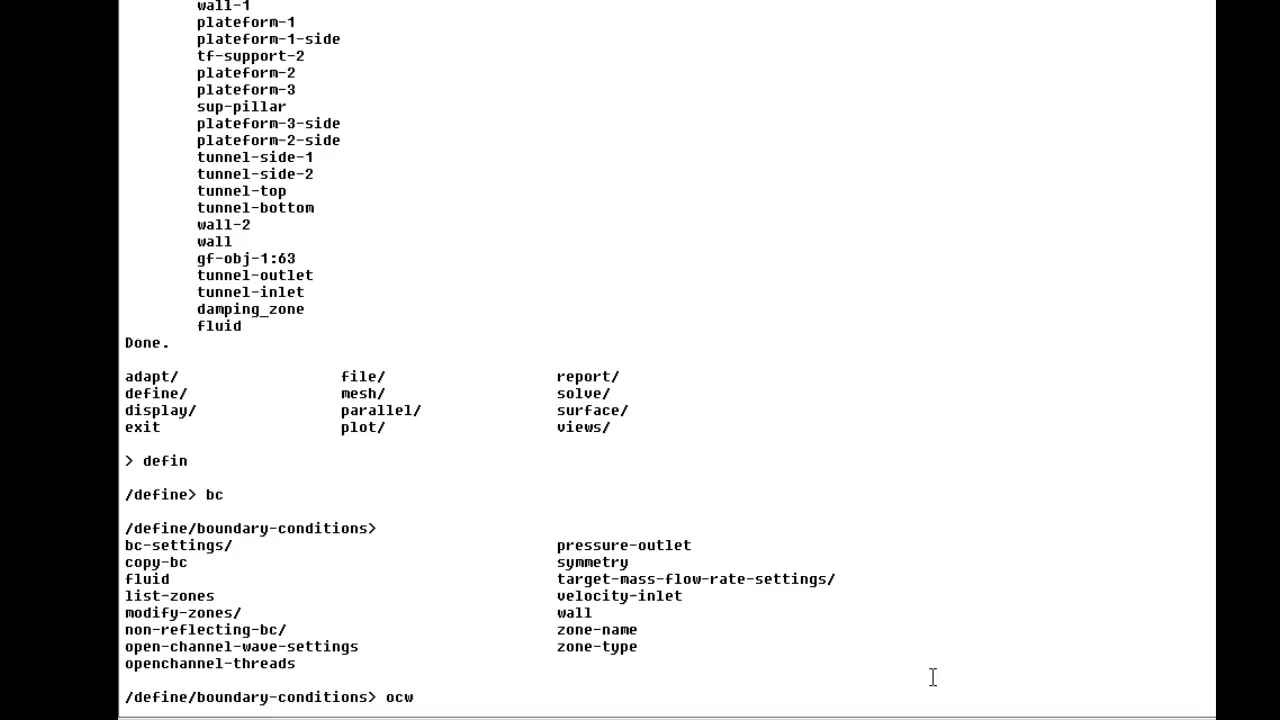 wall-1
plateform-1
plateform-1-side
tf-support-2
plateform-2
plateform-3
sup-pillar
plateform-3-side
plateform-2-side
tunnel-side-1
tunnel-side-2
tunnel-top
tunnel-bottom
wall-2
wall
gf-obj-1:63
tunnel-outlet
tunnel-inlet
damping_zone
fluid
Done.
adapt/ file/ report/
define/ mesh/ solve/
display/ parallel/ surface/
exit plot/ views/
> defin
/define> bc
/define/boundary-conditions>
bc-settings/ pressure-outlet
copy-bc symmetry
fluid target-mass-flow-rate-settings/
list-zones velocity-inlet
modify-zones/ wall
non-reflecting-bc/ zone-name
open-channel-wave-settings zone-type
openchannel-threads
/define/boundary-conditions> ocw